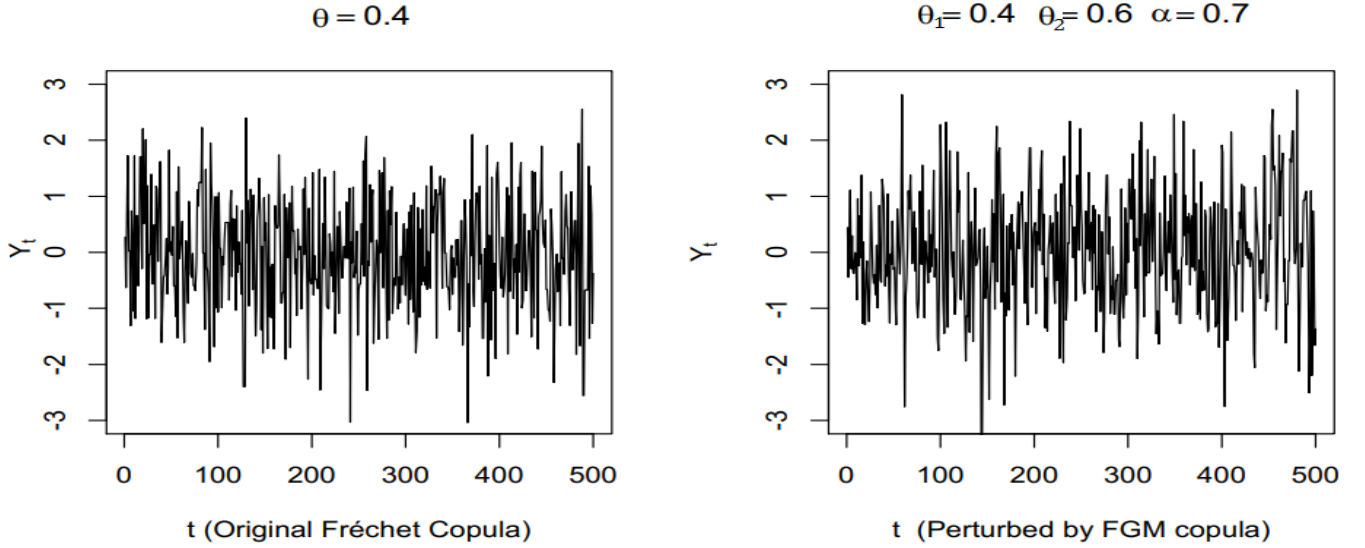 θ = 0.4
3
2
1
0
-1
-2
-3
Y_t
0 100 200 300 400 500
t (Original Fréchet Copula)
θ₁= 0.4 θ₂= 0.6 α = 0.7
3
2
1
0
-1
-2
-3
Y_t
0 100 200 300 400 500
t (Perturbed by FGM copula)